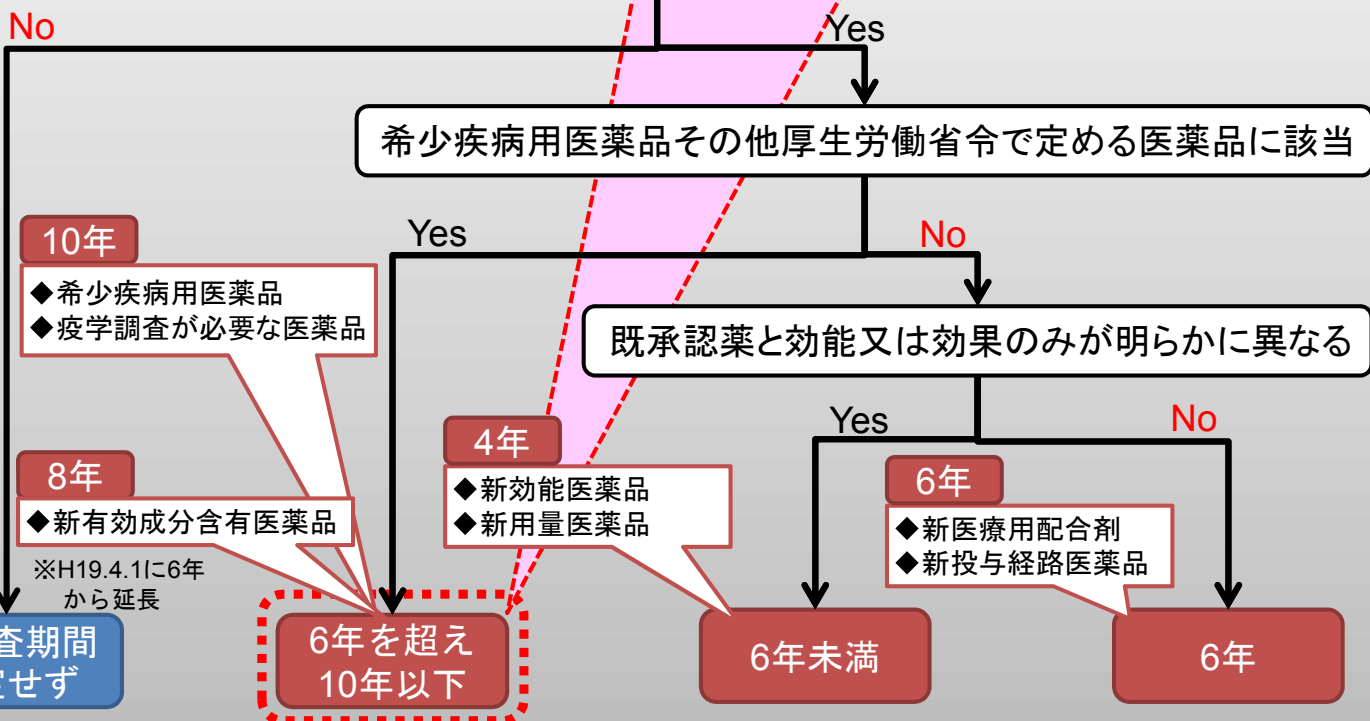 No
Yes
希少疾病用医薬品その他厚生労働省令で定める医薬品に該当
10年
◆希少疾病用医薬品
◆疫学調査が必要な医薬品
Yes
No
既承認薬と効能又は効果のみが明らかに異なる
8年
◆新有効成分含有医薬品
※H19.4.1に6年
から延長
4年
◆新効能医薬品
◆新用量医薬品
Yes
No
6年
◆新医療用配合剤
◆新投与経路医薬品
査期間
せず
6年を超え
10年以下
6年未満
6年